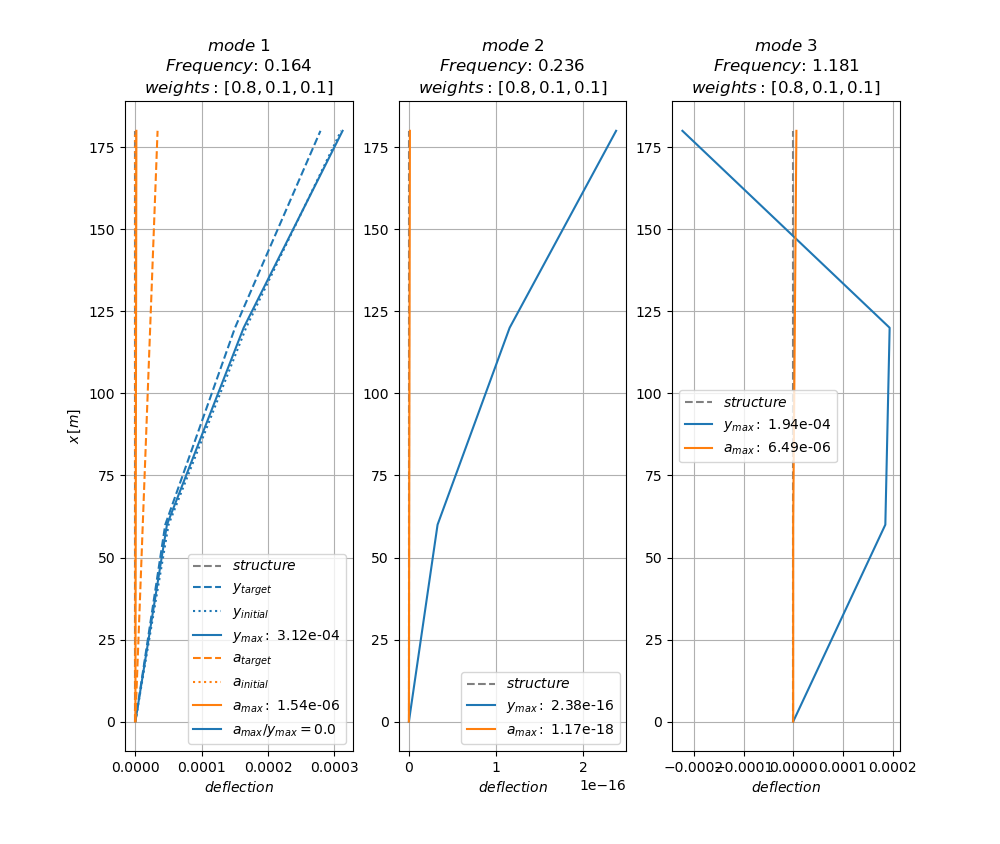 mode 1
Frequency: 0.164
weights: [0.8, 0.1, 0.1]
175
150
125
100
75
50
25
0
x [m]
structure
y_target
y_initial
y_max: 3.12e-04
a_target
a_initial
a_max: 1.54e-06
a_max/y_max = 0.0
0.0000 0.0001 0.0002 0.0003
deflection
mode 2
Frequency: 0.236
weights: [0.8, 0.1, 0.1]
175
150
125
100
75
50
25
0
structure
y_max: 2.38e-16
a_max: 1.17e-18
0 1 2
1e−16
deflection
mode 3
Frequency: 1.181
weights: [0.8, 0.1, 0.1]
175
150
125
100
75
50
25
0
structure
y_max: 1.94e-04
a_max: 6.49e-06
−0.0002 −0.0001 0.0000 0.0001 0.0002
deflection